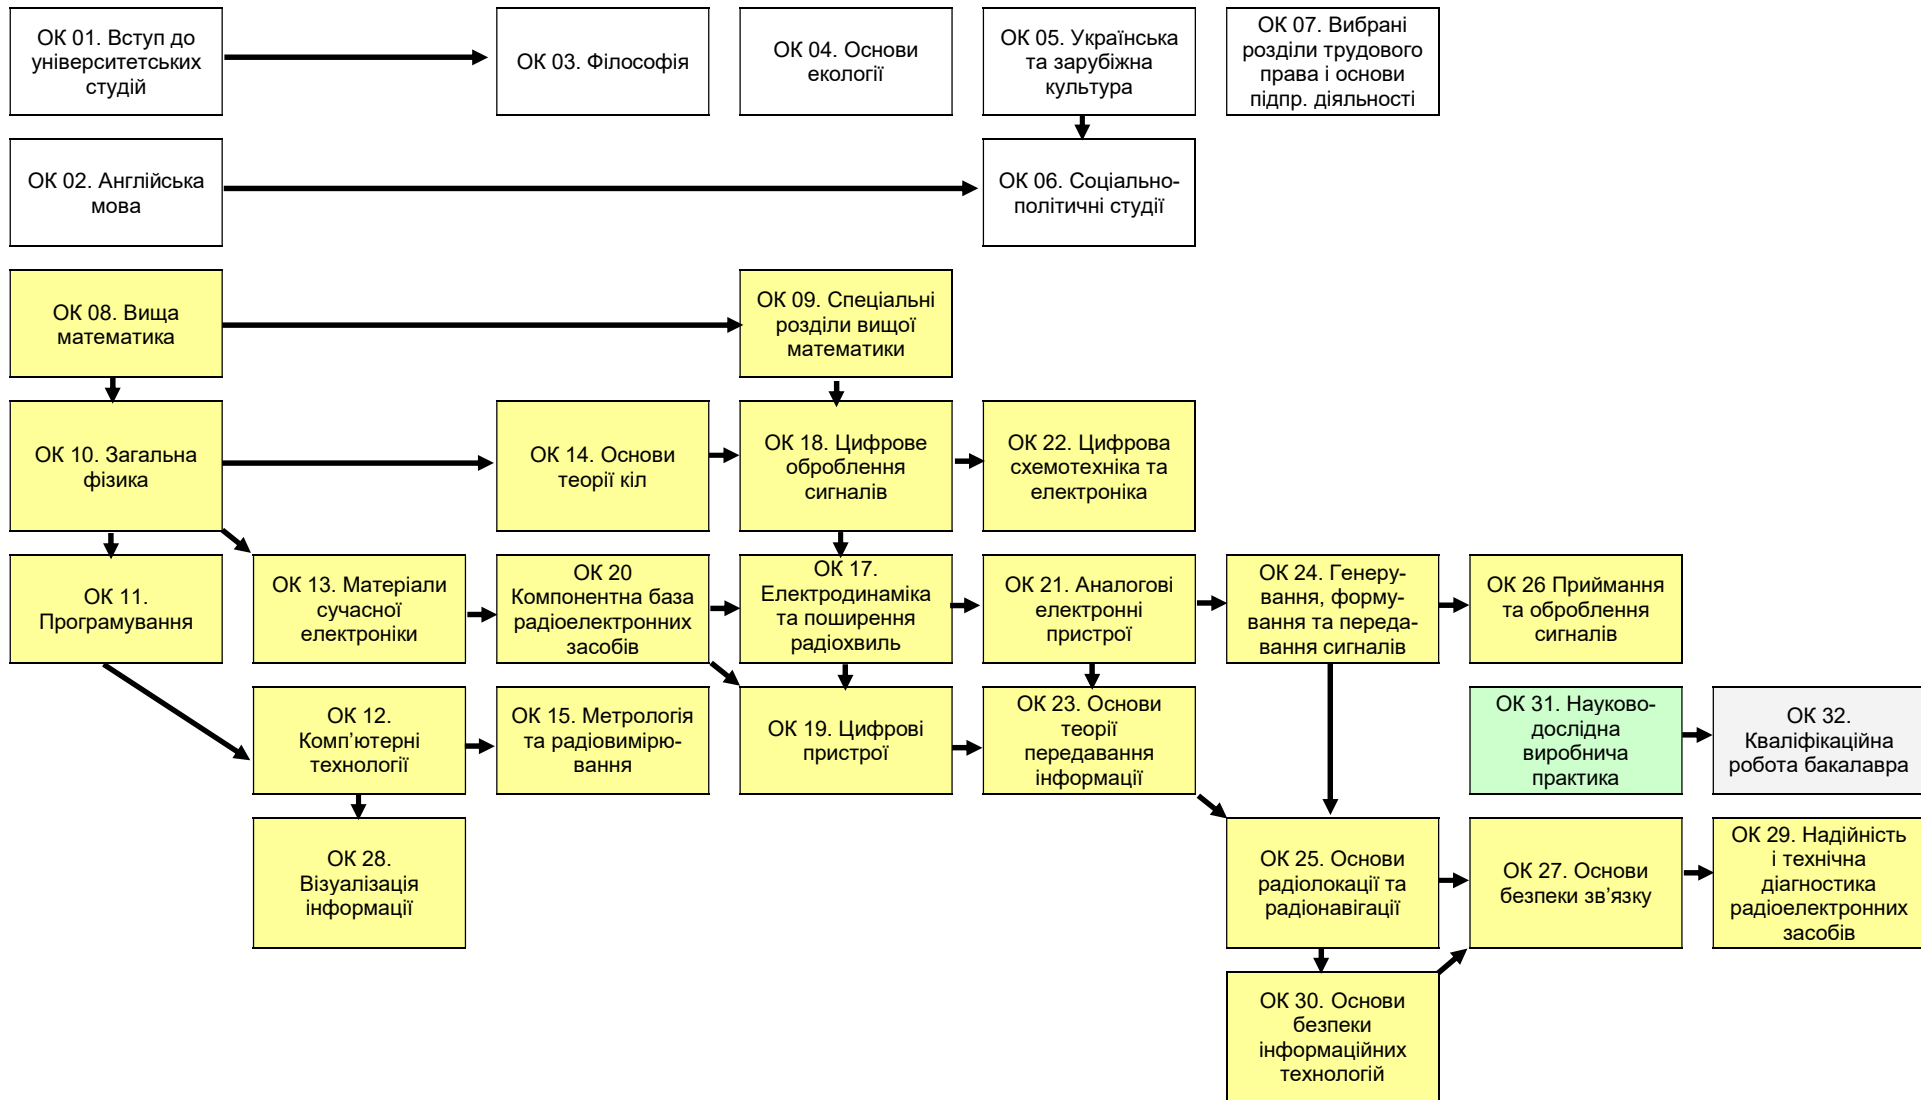 ОК 01. Вступ до
університетських
студій
ОК 03. Філософія
ОК 04. Основи
екології
ОК 05. Українська
та зарубіжна
культура
ОК 07. Вибрані
розділи трудового
права і основи
підпр. діяльності
ОК 02. Англійська
мова
ОК 06. Соціально-
політичні студії
ОК 08. Вища
математика
ОК 09. Спеціальні
розділи вищої
математики
ОК 10. Загальна
фізика
ОК 14. Основи
теорії кіл
ОК 18. Цифрове
оброблення
сигналів
ОК 22. Цифрова
схемотехніка та
електроніка
ОК 11.
Програмування
ОК 13. Матеріали
сучасної
електроніки
ОК 20
Компонентна база
радіоелектронних
засобів
ОК 17.
Електродинаміка
та поширення
радіохвиль
ОК 21. Аналогові
електронні
пристрої
ОК 24. Генеру-
вання, форму-
вання та переда-
вання сигналів
ОК 26 Приймання
та оброблення
сигналів
ОК 12.
Комп’ютерні
технології
ОК 15. Метрологія
та радіовимірю-
вання
ОК 19. Цифрові
пристрої
ОК 23. Основи
теорії
передавання
інформації
ОК 31. Науково-
дослідна
виробнича
практика
ОК 32.
Кваліфікаційна
робота бакалавра
ОК 28.
Візуалізація
інформації
ОК 25. Основи
радіолокації та
радіонавігації
ОК 27. Основи
безпеки зв’язку
ОК 29. Надійність
і технічна
діагностика
радіоелектронних
засобів
ОК 30. Основи
безпеки
інформаційних
технологій